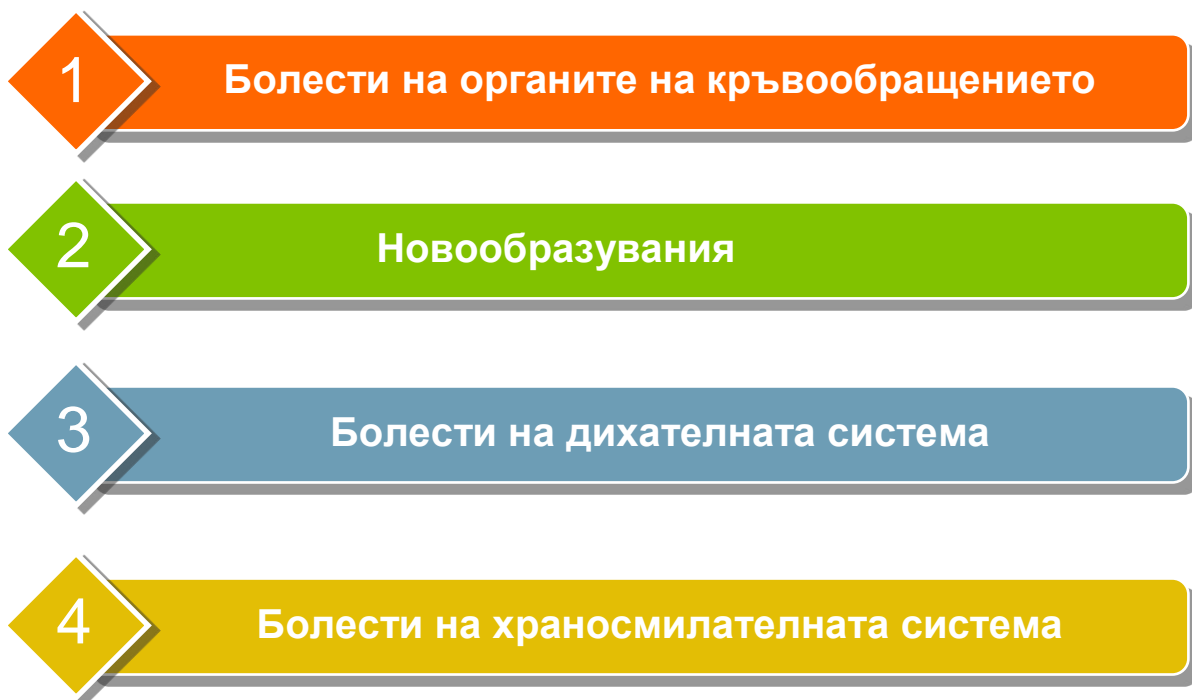 1 Болести на органите на кръвообращението
2 Новообразувания
3 Болести на дихателната система
4 Болести на храносмилателната система